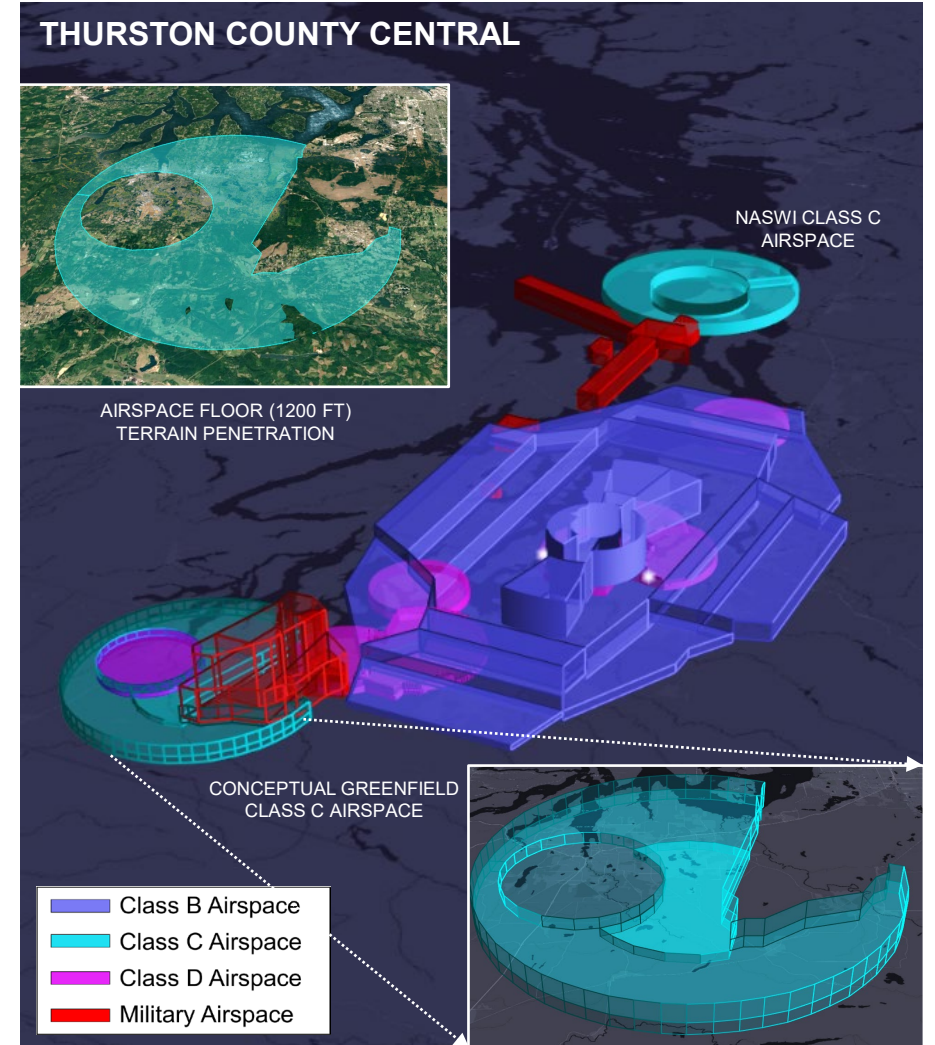 THURSTON COUNTY CENTRAL
NASWI CLASS C
AIRSPACE
AIRSPACE FLOOR (1200 FT)
TERRAIN PENETRATION
CONCEPTUAL GREENFIELD
CLASS C AIRSPACE
Class B Airspace
Class C Airspace
Class D Airspace
Military Airspace